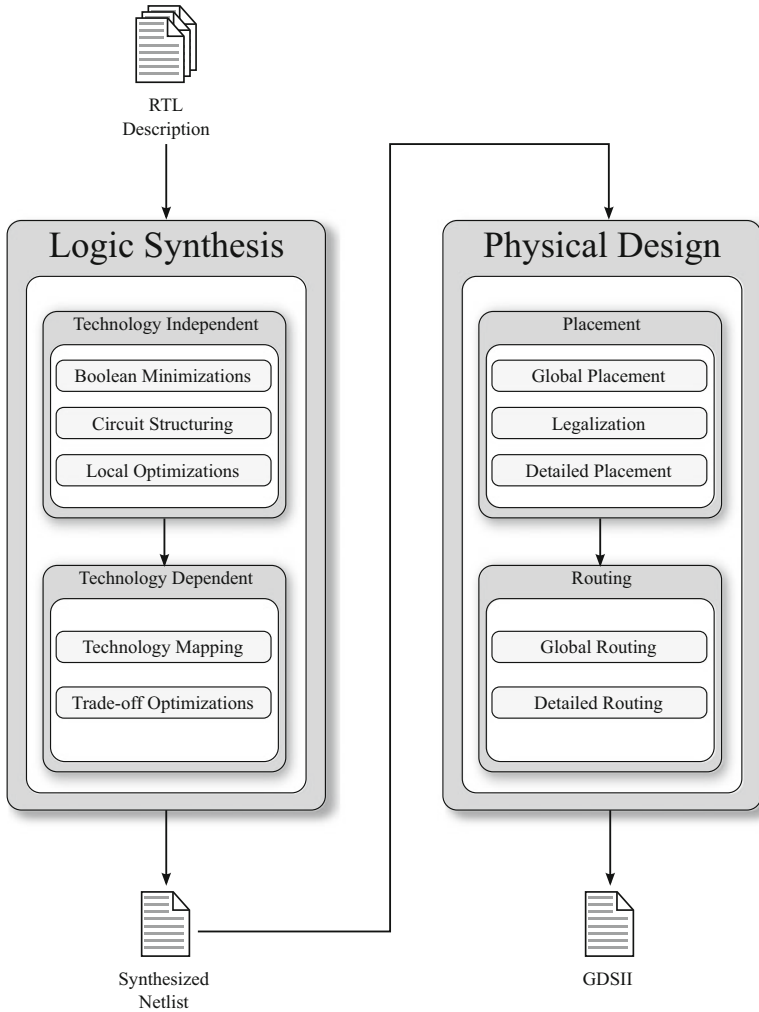 RTL
Description
Logic Synthesis
Technology Independent
Boolean Minimizations
Circuit Structuring
Local Optimizations
Technology Dependent
Technology Mapping
Trade-off Optimizations
Synthesized
Netlist
Physical Design
Placement
Global Placement
Legalization
Detailed Placement
Routing
Global Routing
Detailed Routing
GDSII